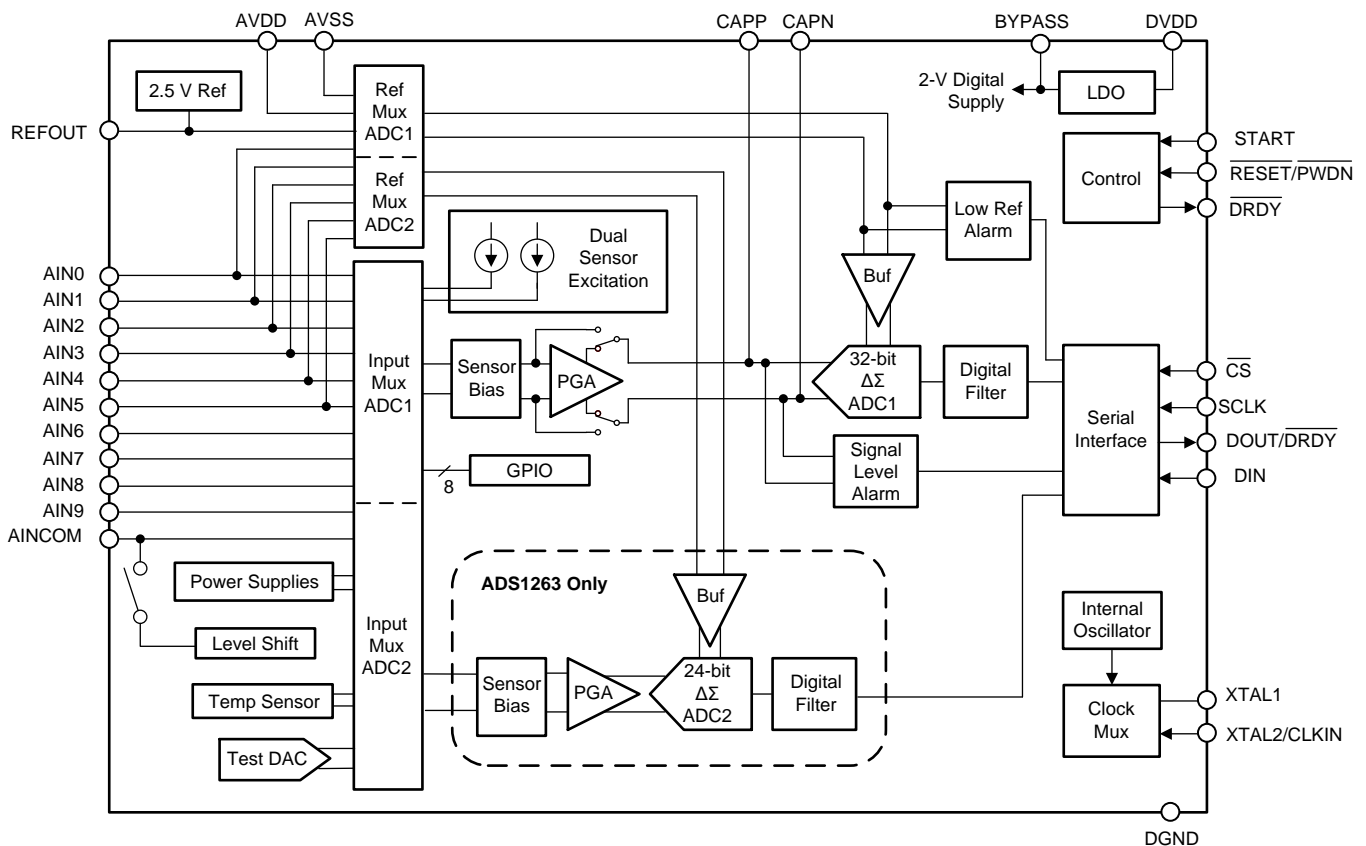 AVDD
AVSS
CAPP
CAPN
BYPASS
DVDD
2.5 V Ref
Ref
Mux
ADC1
2-V Digital
Supply
LDO
REFOUT
START
RESET/PWDN
DRDY
Control
Ref
Mux
ADC2
Dual
Sensor
Excitation
Low Ref
Alarm
Buf
AIN0
AIN1
AIN2
AIN3
AIN4
AIN5
AIN6
AIN7
AIN8
AIN9
AINCOM
Input
Mux
ADC1
Sensor
Bias
PGA
32-bit
ΔΣ
ADC1
Digital
Filter
Serial
Interface
CS
SCLK
DOUT/DRDY
DIN
8
GPIO
Signal
Level
Alarm
Power Supplies
Level Shift
Temp Sensor
Test DAC
Input
Mux
ADC2
ADS1263 Only
Buf
Sensor
Bias
PGA
24-bit
ΔΣ
ADC2
Digital
Filter
Internal
Oscillator
Clock
Mux
XTAL1
XTAL2/CLKIN
DGND